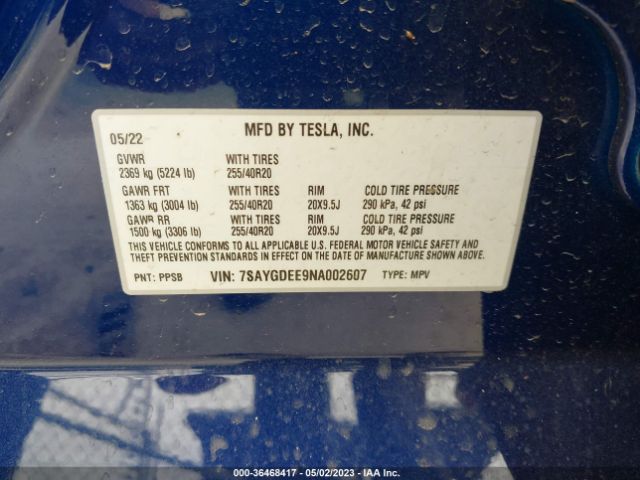 MFD BY TESLA, INC.
05/22
GVWR WITH TIRES
2369 kg (5224 lb) 255/40R20
GAWR FRT WITH TIRES RIM COLD TIRE PRESSURE
1363 kg (3004 lb) 255/40R20 20X9.5J 290 kPa, 42 psi
GAWR RR WITH TIRES RIM COLD TIRE PRESSURE
1500 kg (3306 lb) 255/40R20 20X9.5J 290 kPa, 42 psi
THIS VEHICLE CONFORMS TO ALL APPLICABLE U.S. FEDERAL MOTOR VEHICLE SAFETY AND
THEFT PREVENTION STANDARDS IN EFFECT ON THE DATE OF MANUFACTURE SHOWN ABOVE.
PNT: PPSB VIN: 7SAYGDEE9NA002607 TYPE: MPV
000-36468417 - 05/02/2023 - IAA Inc.